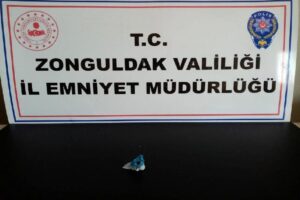 T.C.
ZONGULDAK VALİLİĞİ
İL EMNİYET MÜDÜRLÜĞÜ